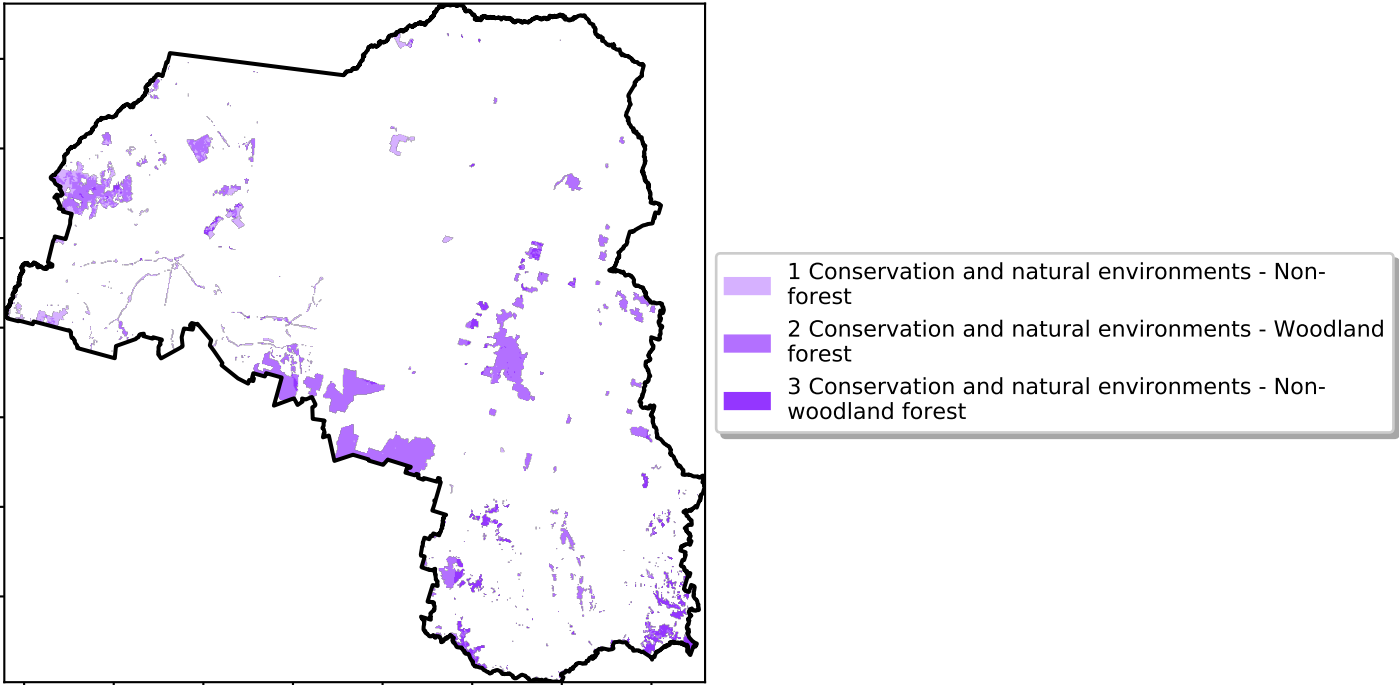 1 Conservation and natural environments - Non-
forest
2 Conservation and natural environments - Woodland
forest
3 Conservation and natural environments - Non-
woodland forest